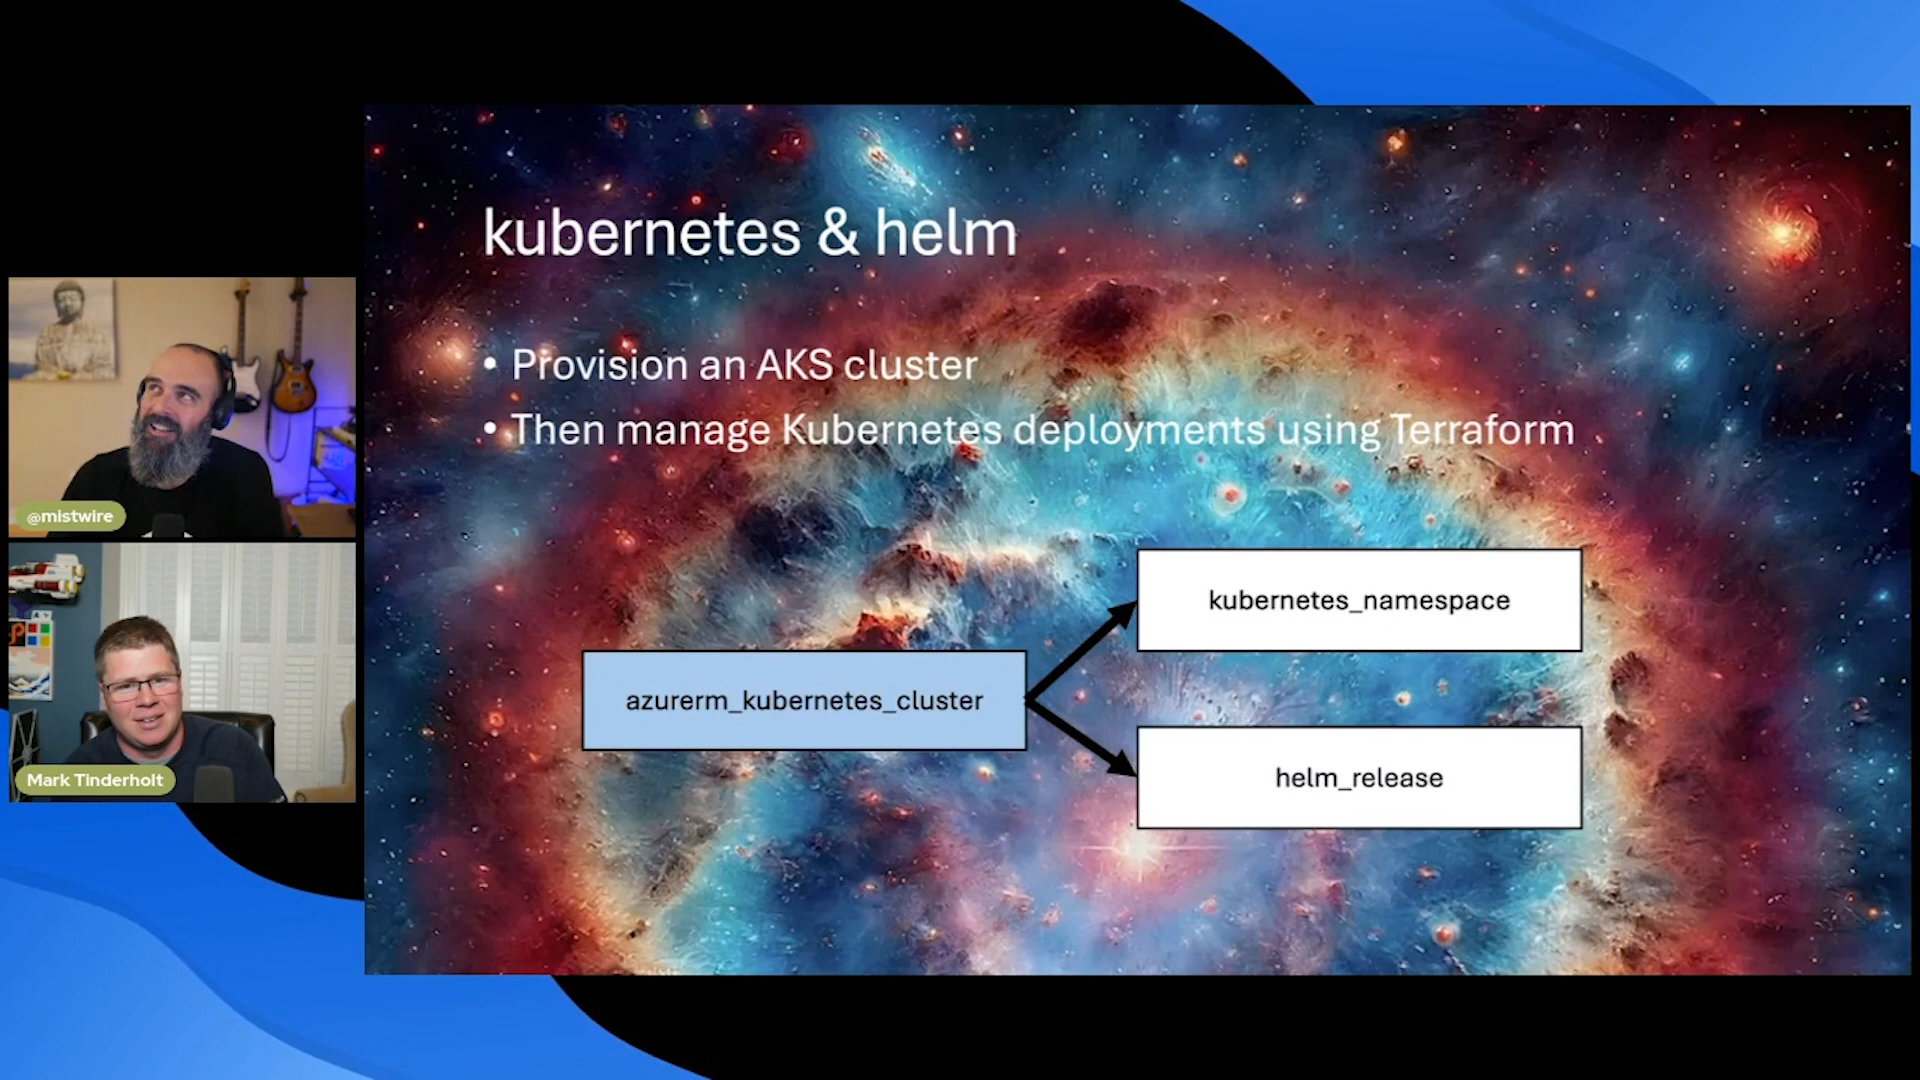 kubernetes & helm
• Provision an AKS cluster
• Then manage Kubernetes deployments using Terraform
kubernetes_namespace
azurerm_kubernetes_cluster
helm_release
@mistwire
Mark Tinderholt